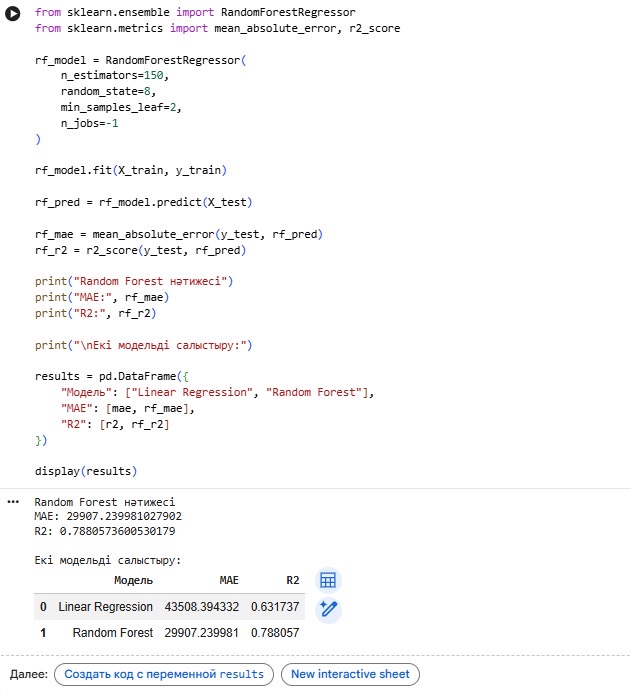 from sklearn.ensemble import RandomForestRegressor
from sklearn.metrics import mean_absolute_error, r2_score

rf_model = RandomForestRegressor(
    n_estimators=150,
    random_state=8,
    min_samples_leaf=2,
    n_jobs=-1
)

rf_model.fit(X_train, y_train)

rf_pred = rf_model.predict(X_test)

rf_mae = mean_absolute_error(y_test, rf_pred)
rf_r2 = r2_score(y_test, rf_pred)

print("Random Forest нәтижесі")
print("MAE:", rf_mae)
print("R2:", rf_r2)

print("\nЕкі модельді салыстыру:")

results = pd.DataFrame({
    "Модель": ["Linear Regression", "Random Forest"],
    "MAE": [mae, rf_mae],
    "R2": [r2, rf_r2]
})

display(results)

Random Forest нәтижесі
MAE: 29907.239981027902
R2: 0.7880573600530179

Екі модельді салыстыру:
Модель MAE R2
0 Linear Regression 43508.394332 0.631737
1 Random Forest 29907.239981 0.788057
Далее: Создать код с переменной results New interactive sheet